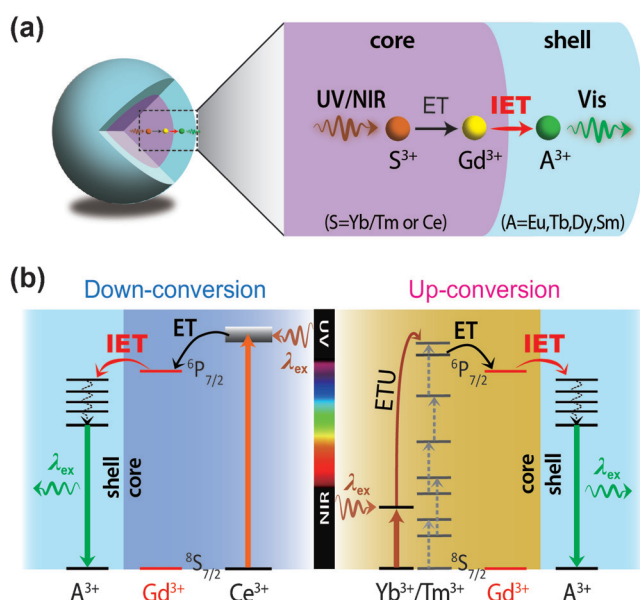 (a)
core
shell
UV/NIR
ET
IET
Vis
S³⁺
Gd³⁺
A³⁺
(S=Yb/Tm or Ce)
(A=Eu,Tb,Dy,Sm)
(b)
Down-conversion
Up-conversion
IET
ET
λex
⁶P₇/₂
UV
NIR
ETU
ET
IET
⁶P₇/₂
λex
shell
core
λex
core
shell
λex
⁸S₇/₂
⁸S₇/₂
A³⁺
Gd³⁺
Ce³⁺
Yb³⁺/Tm³⁺
Gd³⁺
A³⁺